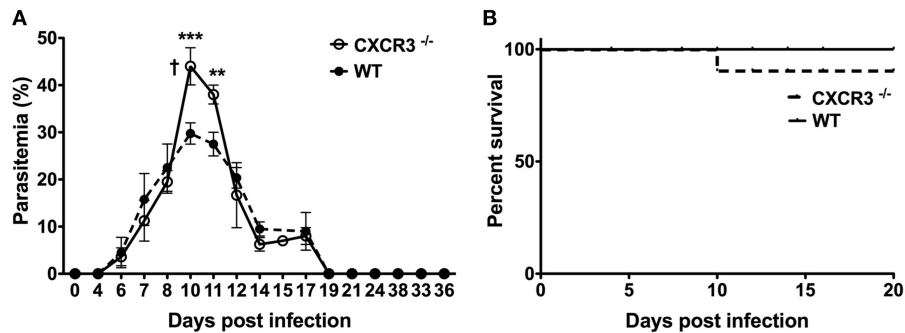 A
50
40
30
20
10
0
Parasitemia (%)
†
***
**
CXCR3 -/-
WT
0 4 6 7 8 10 11 12 14 15 17 19 21 24 38 33 36
Days post infection
B
100
50
0
Percent survival
CXCR3 -/-
WT
0 5 10 15 20
Days post infection